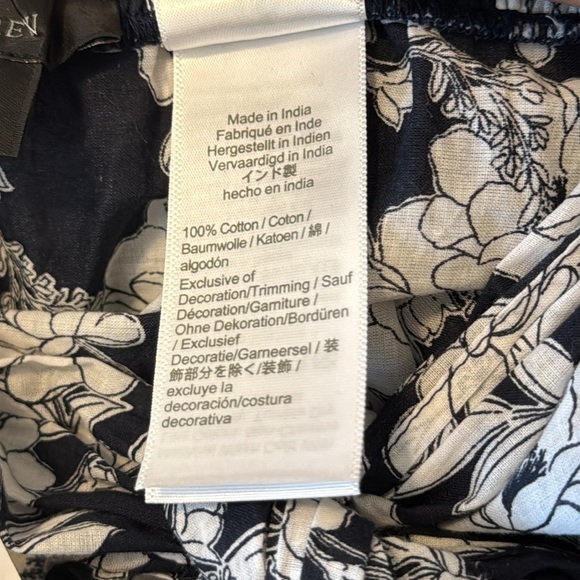 Made in India
Fabriqué en Inde
Hergestellt in Indien
Vervaardigd in India
インド製
hecho en india
100% Cotton / Coton /
Baumwolle / Katoen / 綿 /
algodón
Exclusive of
Decoration/Trimming / Sauf
Décoration/Garniture /
Ohne Dekoration/Bordüren
/ Exclusief
Decoratie/Garneersel / 装
飾部分を除く/装飾 /
excluye la
decoración/costura
decorativa